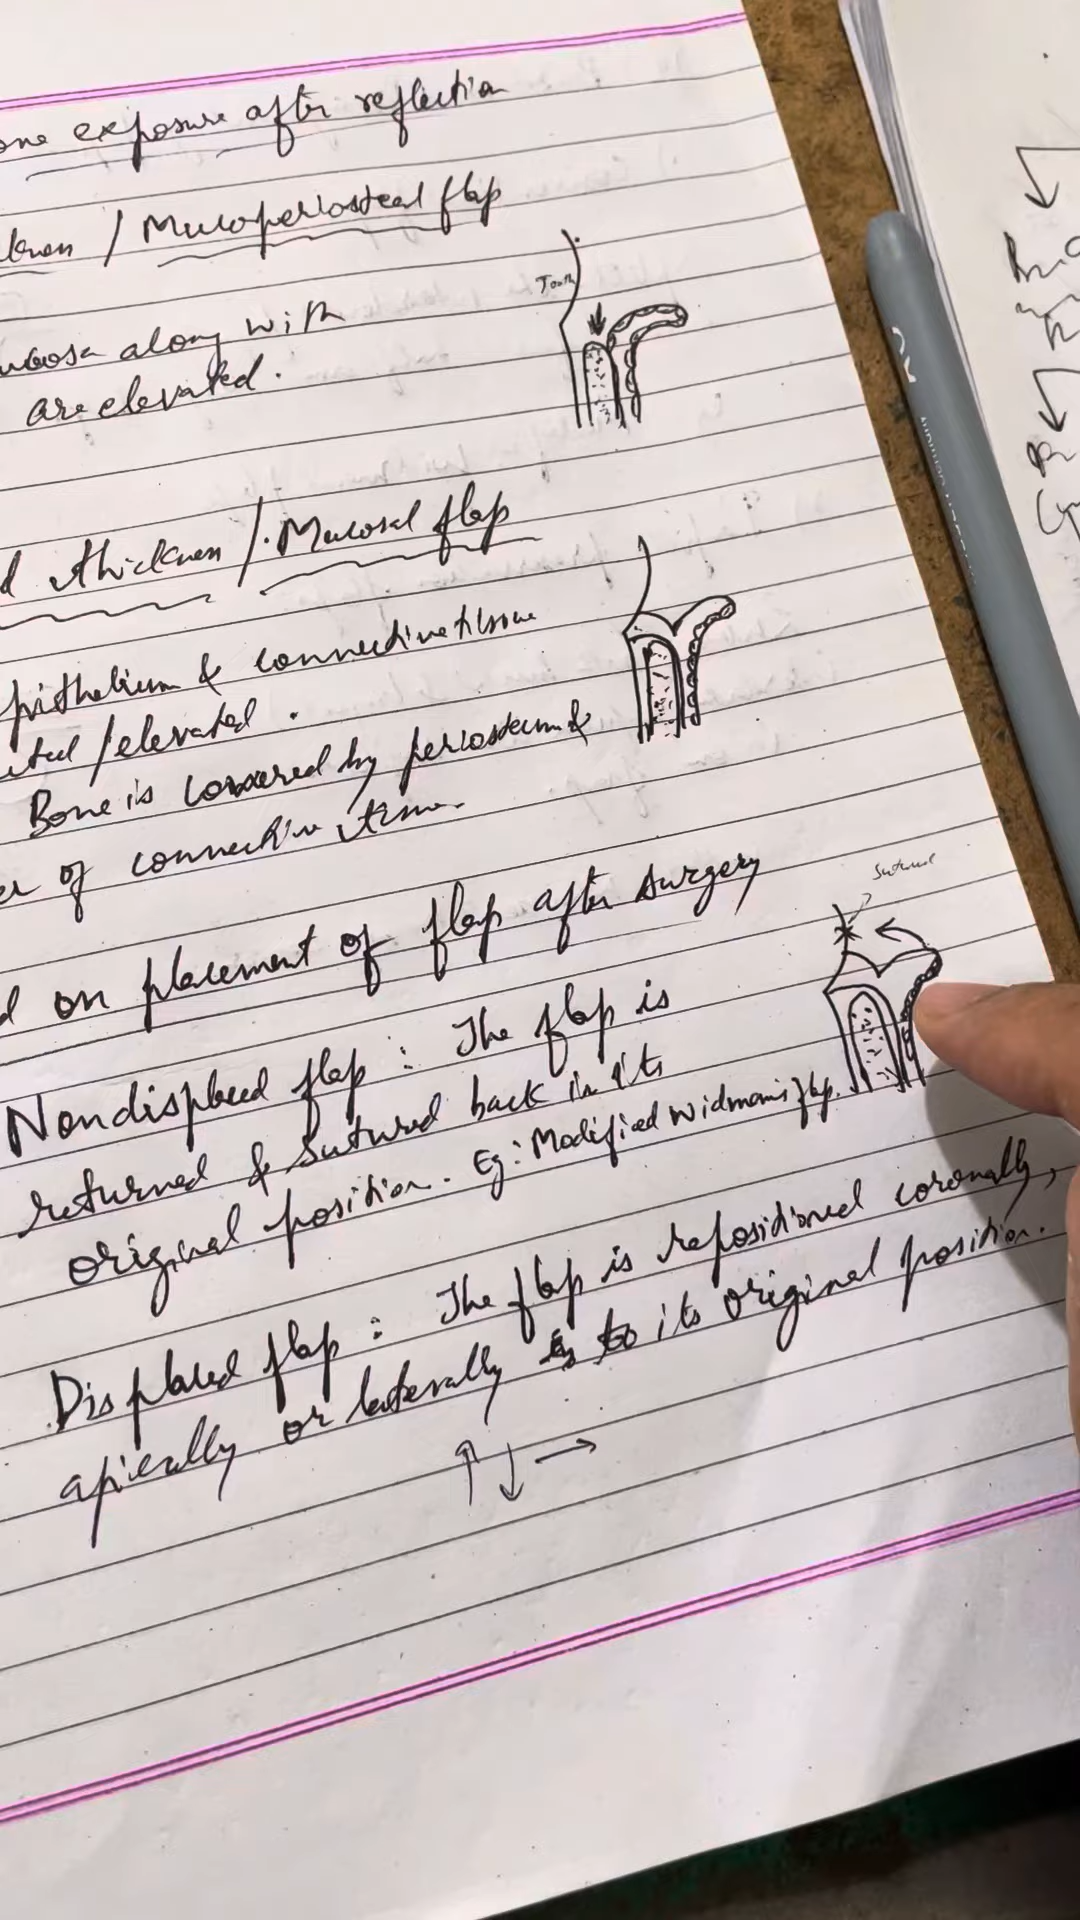 one exposure after reflection
/ Mucoperiosteal flap
Tooth
along with
are elevated.
thickness / Mucosal flap
pithelium & connective tissue
/elevated.
Bone is covered by periosteum &
er of connective tissue.
Sutured
d on placement of flap after surgery
Nondisplaced flap : The flap is
returned & sutured back in its
original position. Eg: Modified widman's flap.
Displaced flap : The flap is repositioned coronally,
apically or laterally to its original position.